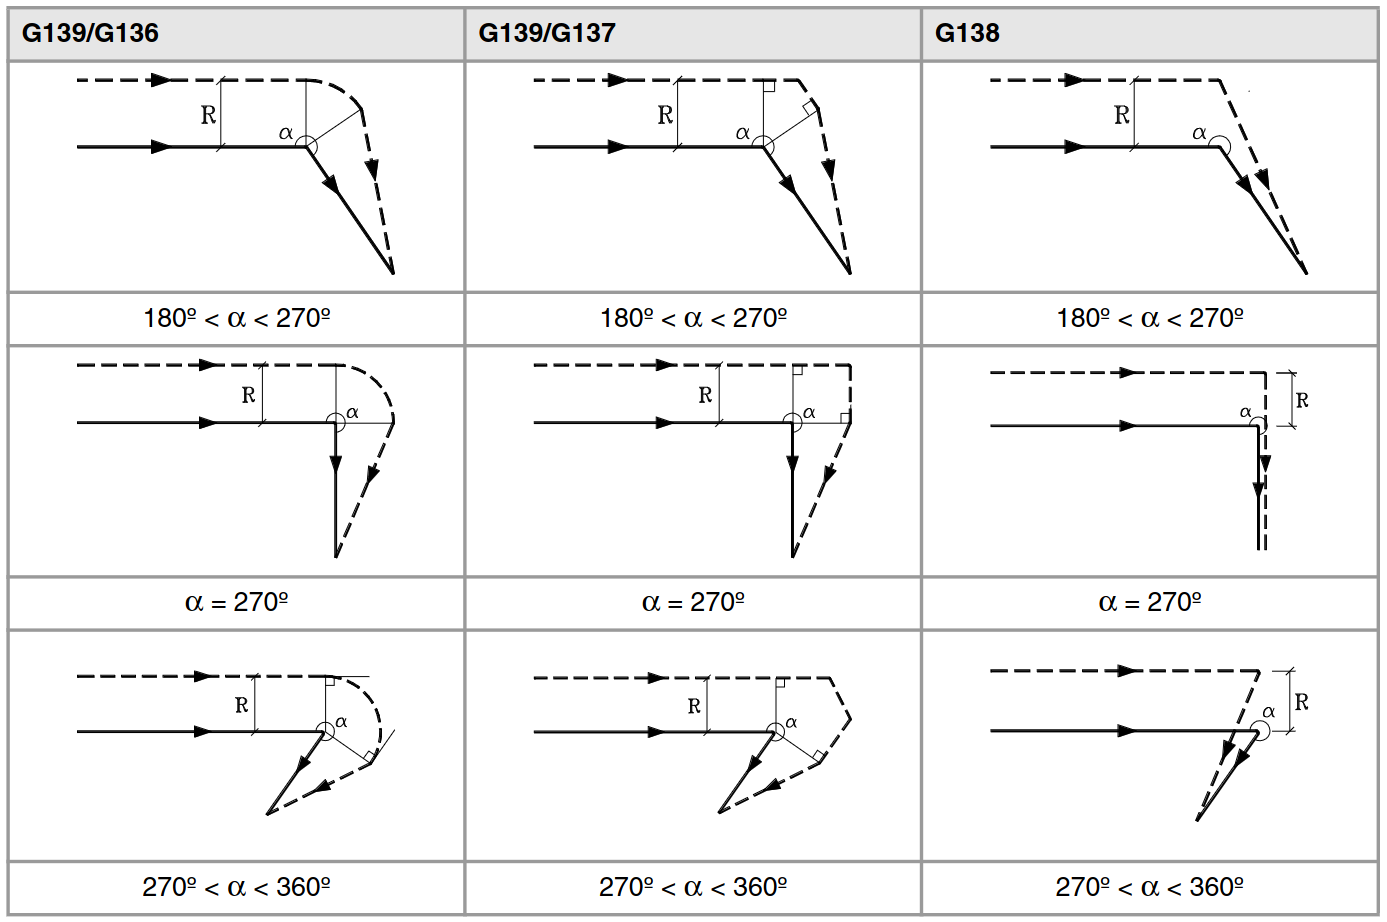 G139/G136 G139/G137 G138
R α R α R α
180º < α < 270º 180º < α < 270º 180º < α < 270º
R α R α α R
α = 270º α = 270º α = 270º
R α R α α R
270º < α < 360º 270º < α < 360º 270º < α < 360º